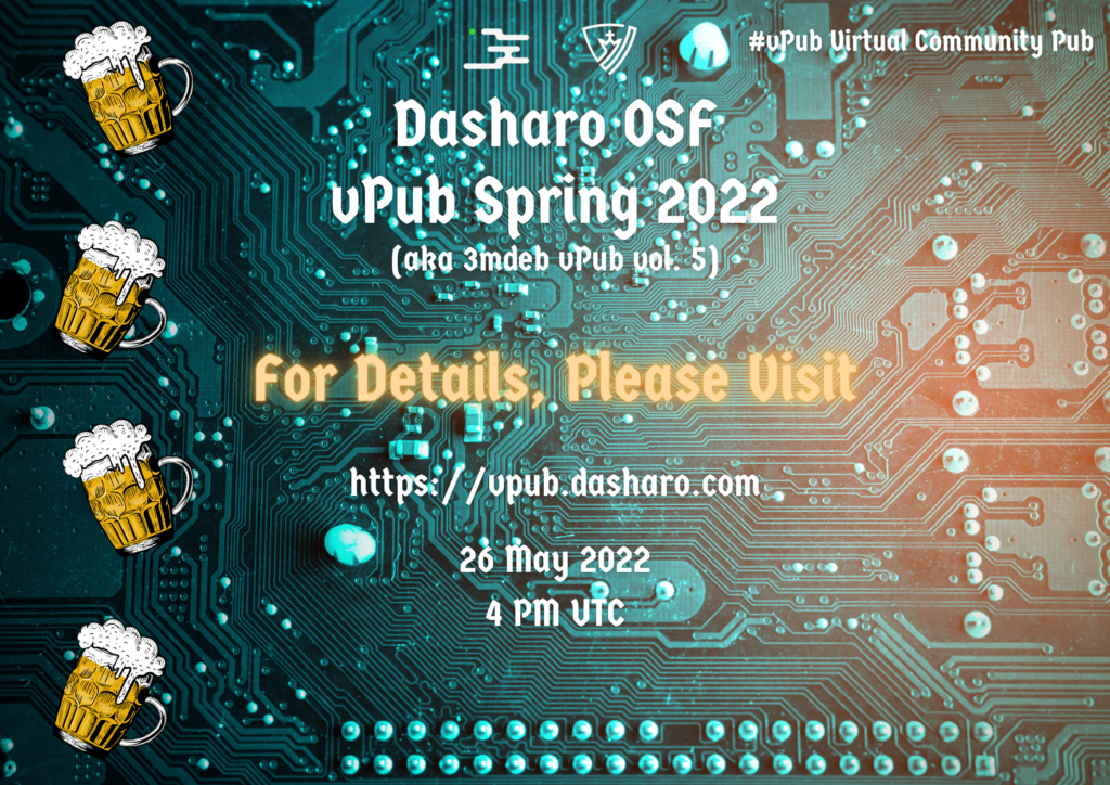 #vPub Virtual Community Pub
Dasharo OSF
vPub Spring 2022
(aka 3mdeb vPub vol. 5)
For Details, Please Visit
https://vpub.dasharo.com
26 May 2022
4 PM UTC